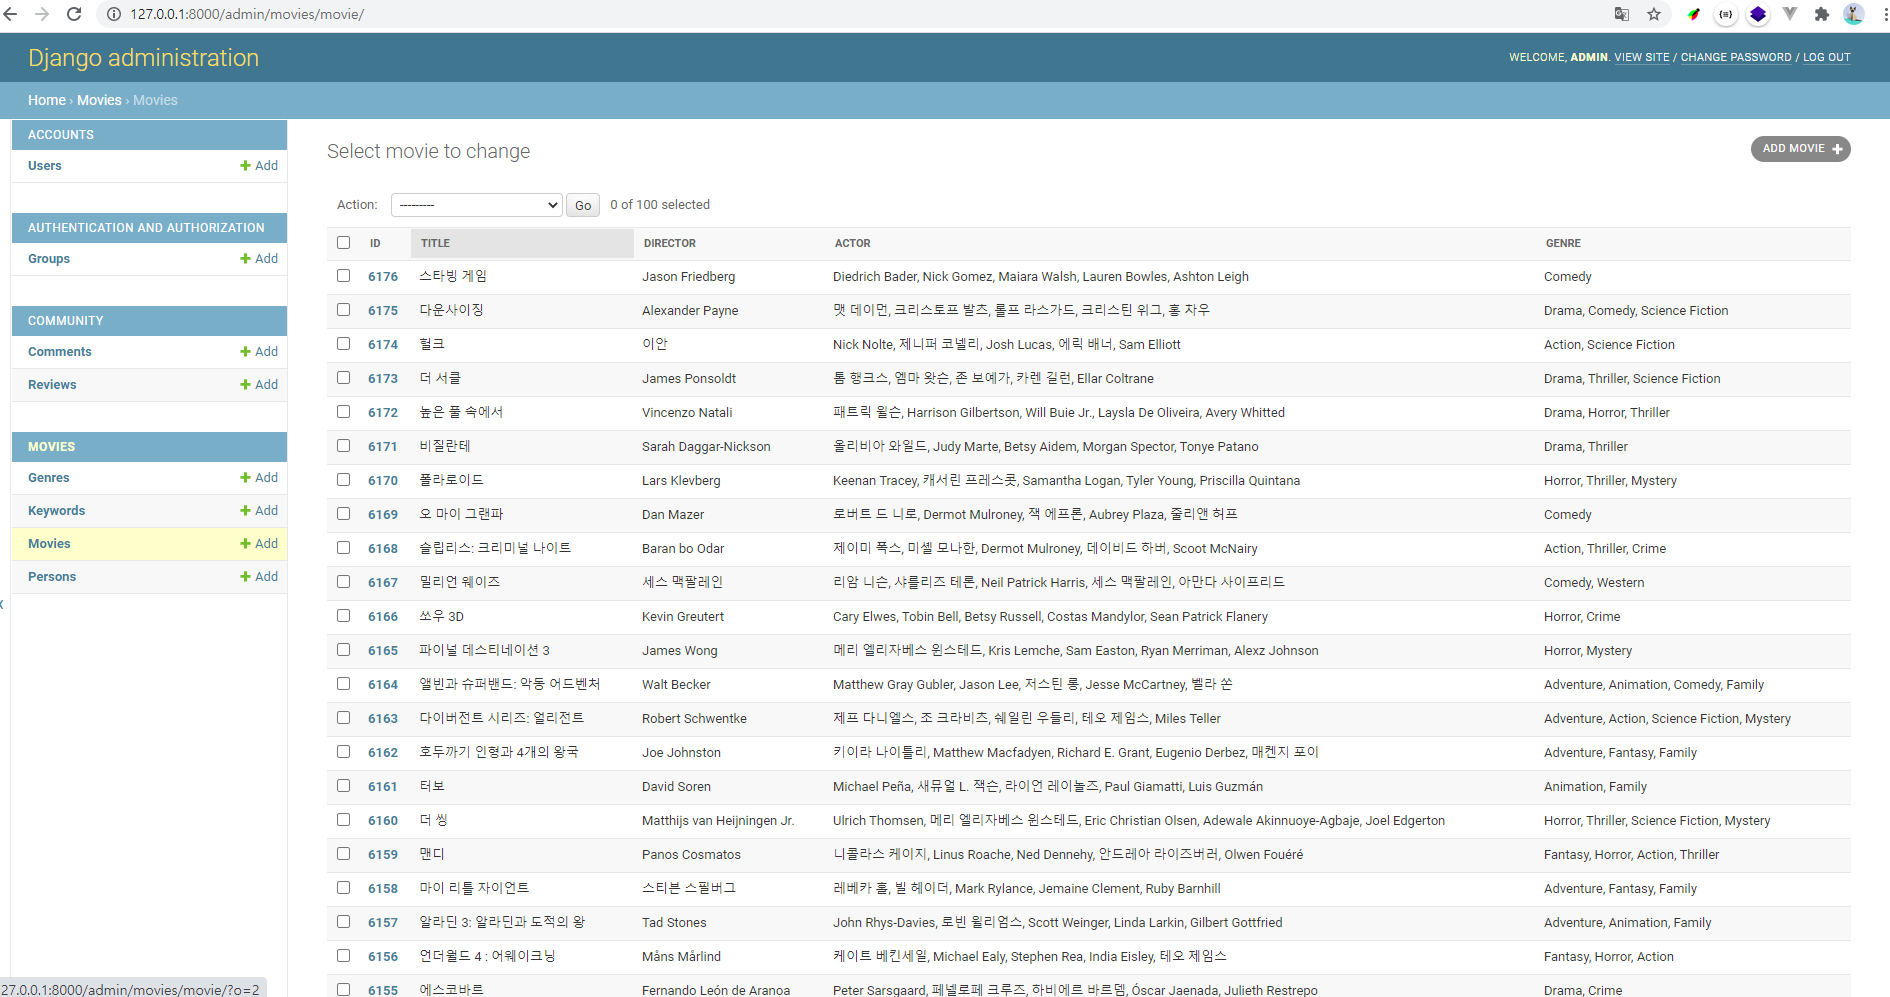 127.0.0.1:8000/admin/movies/movie/
Django administration
WELCOME, ADMIN. VIEW SITE / CHANGE PASSWORD / LOG OUT
Home › Movies › Movies
ACCOUNTS
Users Add
AUTHENTICATION AND AUTHORIZATION
Groups Add
COMMUNITY
Comments Add
Reviews Add
MOVIES
Genres Add
Keywords Add
Movies Add
Persons Add
Select movie to change
ADD MOVIE
Action: --------- Go 0 of 100 selected
ID TITLE DIRECTOR ACTOR GENRE
6176 스타빙 게임 Jason Friedberg Diedrich Bader, Nick Gomez, Maiara Walsh, Lauren Bowles, Ashton Leigh Comedy
6175 다운사이징 Alexander Payne 맷 데이먼, 크리스토프 발츠, 롤프 라스가드, 크리스틴 위그, 홍 차우 Drama, Comedy, Science Fiction
6174 헐크 이안 Nick Nolte, 제니퍼 코넬리, Josh Lucas, 에릭 배너, Sam Elliott Action, Science Fiction
6173 더 서클 James Ponsoldt 톰 행크스, 엠마 왓슨, 존 보예가, 카렌 길런, Ellar Coltrane Drama, Thriller, Science Fiction
6172 높은 풀 속에서 Vincenzo Natali 패트릭 윌슨, Harrison Gilbertson, Will Buie Jr., Laysla De Oliveira, Avery Whitted Drama, Horror, Thriller
6171 비질란테 Sarah Daggar-Nickson 올리비아 와일드, Judy Marte, Betsy Aidem, Morgan Spector, Tonye Patano Drama, Thriller
6170 폴라로이드 Lars Klevberg Keenan Tracey, 캐서린 프레스콧, Samantha Logan, Tyler Young, Priscilla Quintana Horror, Thriller, Mystery
6169 오 마이 그랜파 Dan Mazer 로버트 드 니로, Dermot Mulroney, 잭 에프론, Aubrey Plaza, 줄리앤 허프 Comedy
6168 슬립리스: 크리미널 나이트 Baran bo Odar 제이미 폭스, 미셸 모나한, Dermot Mulroney, 데이비드 하버, Scoot McNairy Action, Thriller, Crime
6167 밀리언 웨이즈 세스 맥팔레인 리암 니슨, 샤를리즈 테론, Neil Patrick Harris, 세스 맥팔레인, 아만다 사이프리드 Comedy, Western
6166 쏘우 3D Kevin Greutert Cary Elwes, Tobin Bell, Betsy Russell, Costas Mandylor, Sean Patrick Flanery Horror, Crime
6165 파이널 데스티네이션 3 James Wong 메리 엘리자베스 윈스테드, Kris Lemche, Sam Easton, Ryan Merriman, Alexz Johnson Horror, Mystery
6164 앨빈과 슈퍼밴드: 악동 어드벤처 Walt Becker Matthew Gray Gubler, Jason Lee, 저스틴 롱, Jesse McCartney, 벨라 쏜 Adventure, Animation, Comedy, Family
6163 다이버전트 시리즈: 얼리전트 Robert Schwentke 제프 다니엘스, 조 크라비츠, 쉐일린 우들리, 테오 제임스, Miles Teller Adventure, Action, Science Fiction, Mystery
6162 호두까기 인형과 4개의 왕국 Joe Johnston 키이라 나이틀리, Matthew Macfadyen, Richard E. Grant, Eugenio Derbez, 매켄지 포이 Adventure, Fantasy, Family
6161 터보 David Soren Michael Peña, 새뮤얼 L. 잭슨, 라이언 레이놀즈, Paul Giamatti, Luis Guzmán Animation, Family
6160 더 씽 Matthijs van Heijningen Jr. Ulrich Thomsen, 메리 엘리자베스 윈스테드, Eric Christian Olsen, Adewale Akinnuoye-Agbaje, Joel Edgerton Horror, Thriller, Science Fiction, Mystery
6159 맨디 Panos Cosmatos 니콜라스 케이지, Linus Roache, Ned Dennehy, 안드레아 라이즈버러, Olwen Fouéré Fantasy, Horror, Action, Thriller
6158 마이 리틀 자이언트 스티븐 스필버그 레베카 홀, 빌 헤이더, Mark Rylance, Jemaine Clement, Ruby Barnhill Adventure, Fantasy, Family
6157 알라딘 3: 알라딘과 도적의 왕 Tad Stones John Rhys-Davies, 로빈 윌리엄스, Scott Weinger, Linda Larkin, Gilbert Gottfried Adventure, Animation, Family
6156 언더월드 4 : 어웨이크닝 Måns Mårlind 케이트 베킨세일, Michael Ealy, Stephen Rea, India Eisley, 테오 제임스 Fantasy, Horror, Action
6155 에스코바르 Fernando León de Aranoa Peter Sarsgaard, 페넬로페 크루즈, 하비에르 바르뎀, Óscar Jaenada, Julieth Restrepo Drama, Crime
27.0.0.1:8000/admin/movies/movie/?o=2